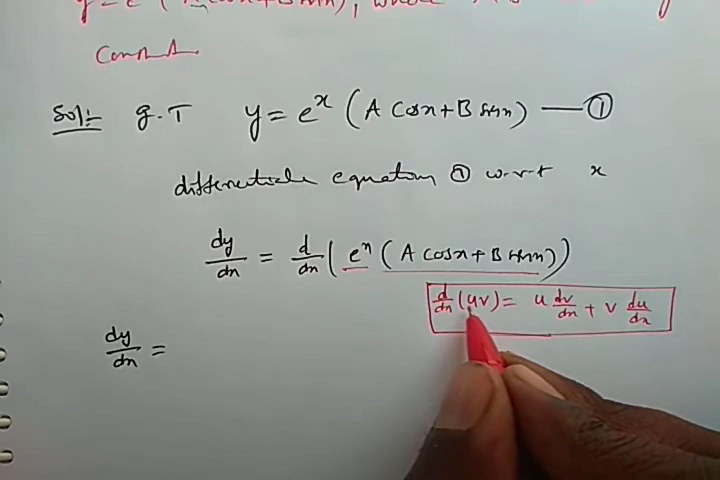 y = e
Const.
Sol:- g.T y = e^x (A Cosx + B sinx) — ①
differentiate equation ① w.r.t x
dy/dx = d/dx (e^x (A cosx + B sinx))
d/dx (uv) = u dv/dx + v du/dx
dy/dx =